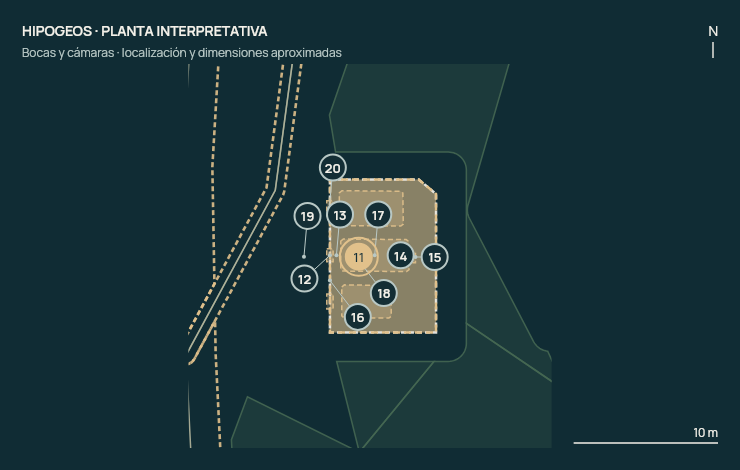 HIPOGEOS · PLANTA INTERPRETATIVA
N
Bocas y cámaras · localización y dimensiones aproximadas
20
19
13
17
11
14
15
12
18
16
10 m